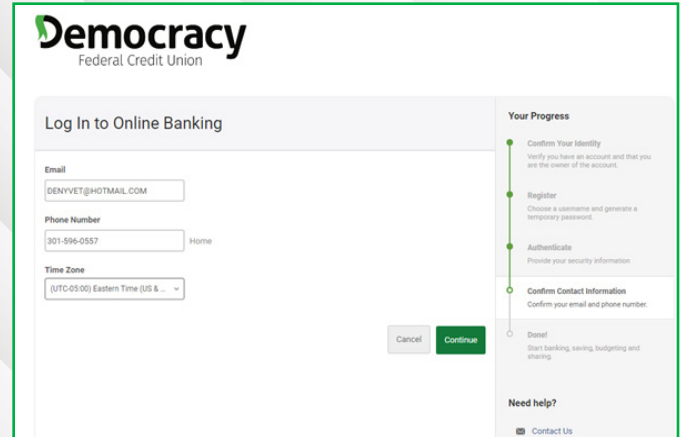 Democracy
Federal Credit Union
Log In to Online Banking
Email
DENYVET@HOTMAIL.COM
Phone Number
301-596-0557 Home
Time Zone
(UTC-05:00) Eastern Time (US & ...
Cancel Continue
Your Progress
Confirm Your Identity
Verify you have an account and that you
are the owner of the account.
Register
Choose a username and generate a
temporary password.
Authenticate
Provide your security information
Confirm Contact Information
Confirm your email and phone number.
Done!
Start banking, saving, budgeting and
sharing.
Need help?
Contact Us